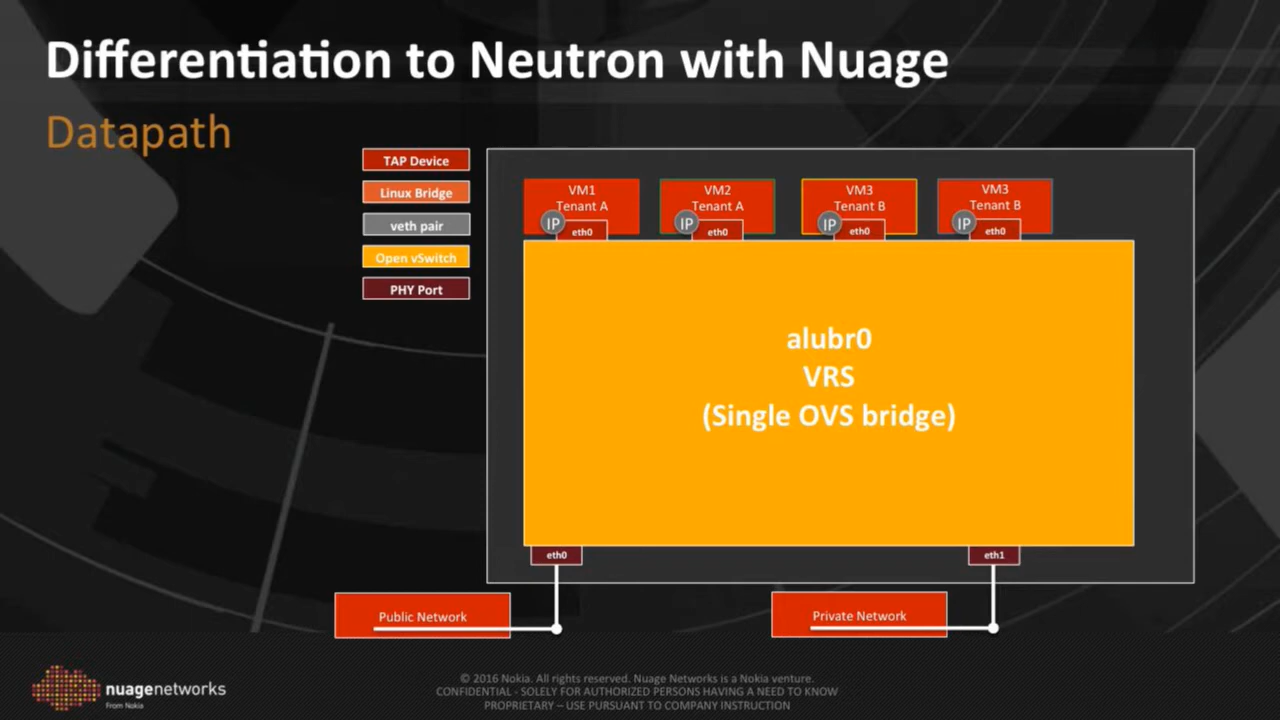 Differentiation to Neutron with Nuage
Datapath
TAP Device
Linux Bridge
veth pair
Open vSwitch
PHY Port
VM1
Tenant A
IP
eth0
VM2
Tenant A
IP
eth0
VM3
Tenant B
IP
eth0
VM3
Tenant B
IP
eth0
alubr0
VRS
(Single OVS bridge)
eth0
eth1
Public Network
Private Network
nuagenetworks
From Nokia
© 2016 Nokia. All rights reserved. Nuage Networks is a Nokia venture.
CONFIDENTIAL - SOLELY FOR AUTHORIZED PERSONS HAVING A NEED TO KNOW
PROPRIETARY – USE PURSUANT TO COMPANY INSTRUCTION